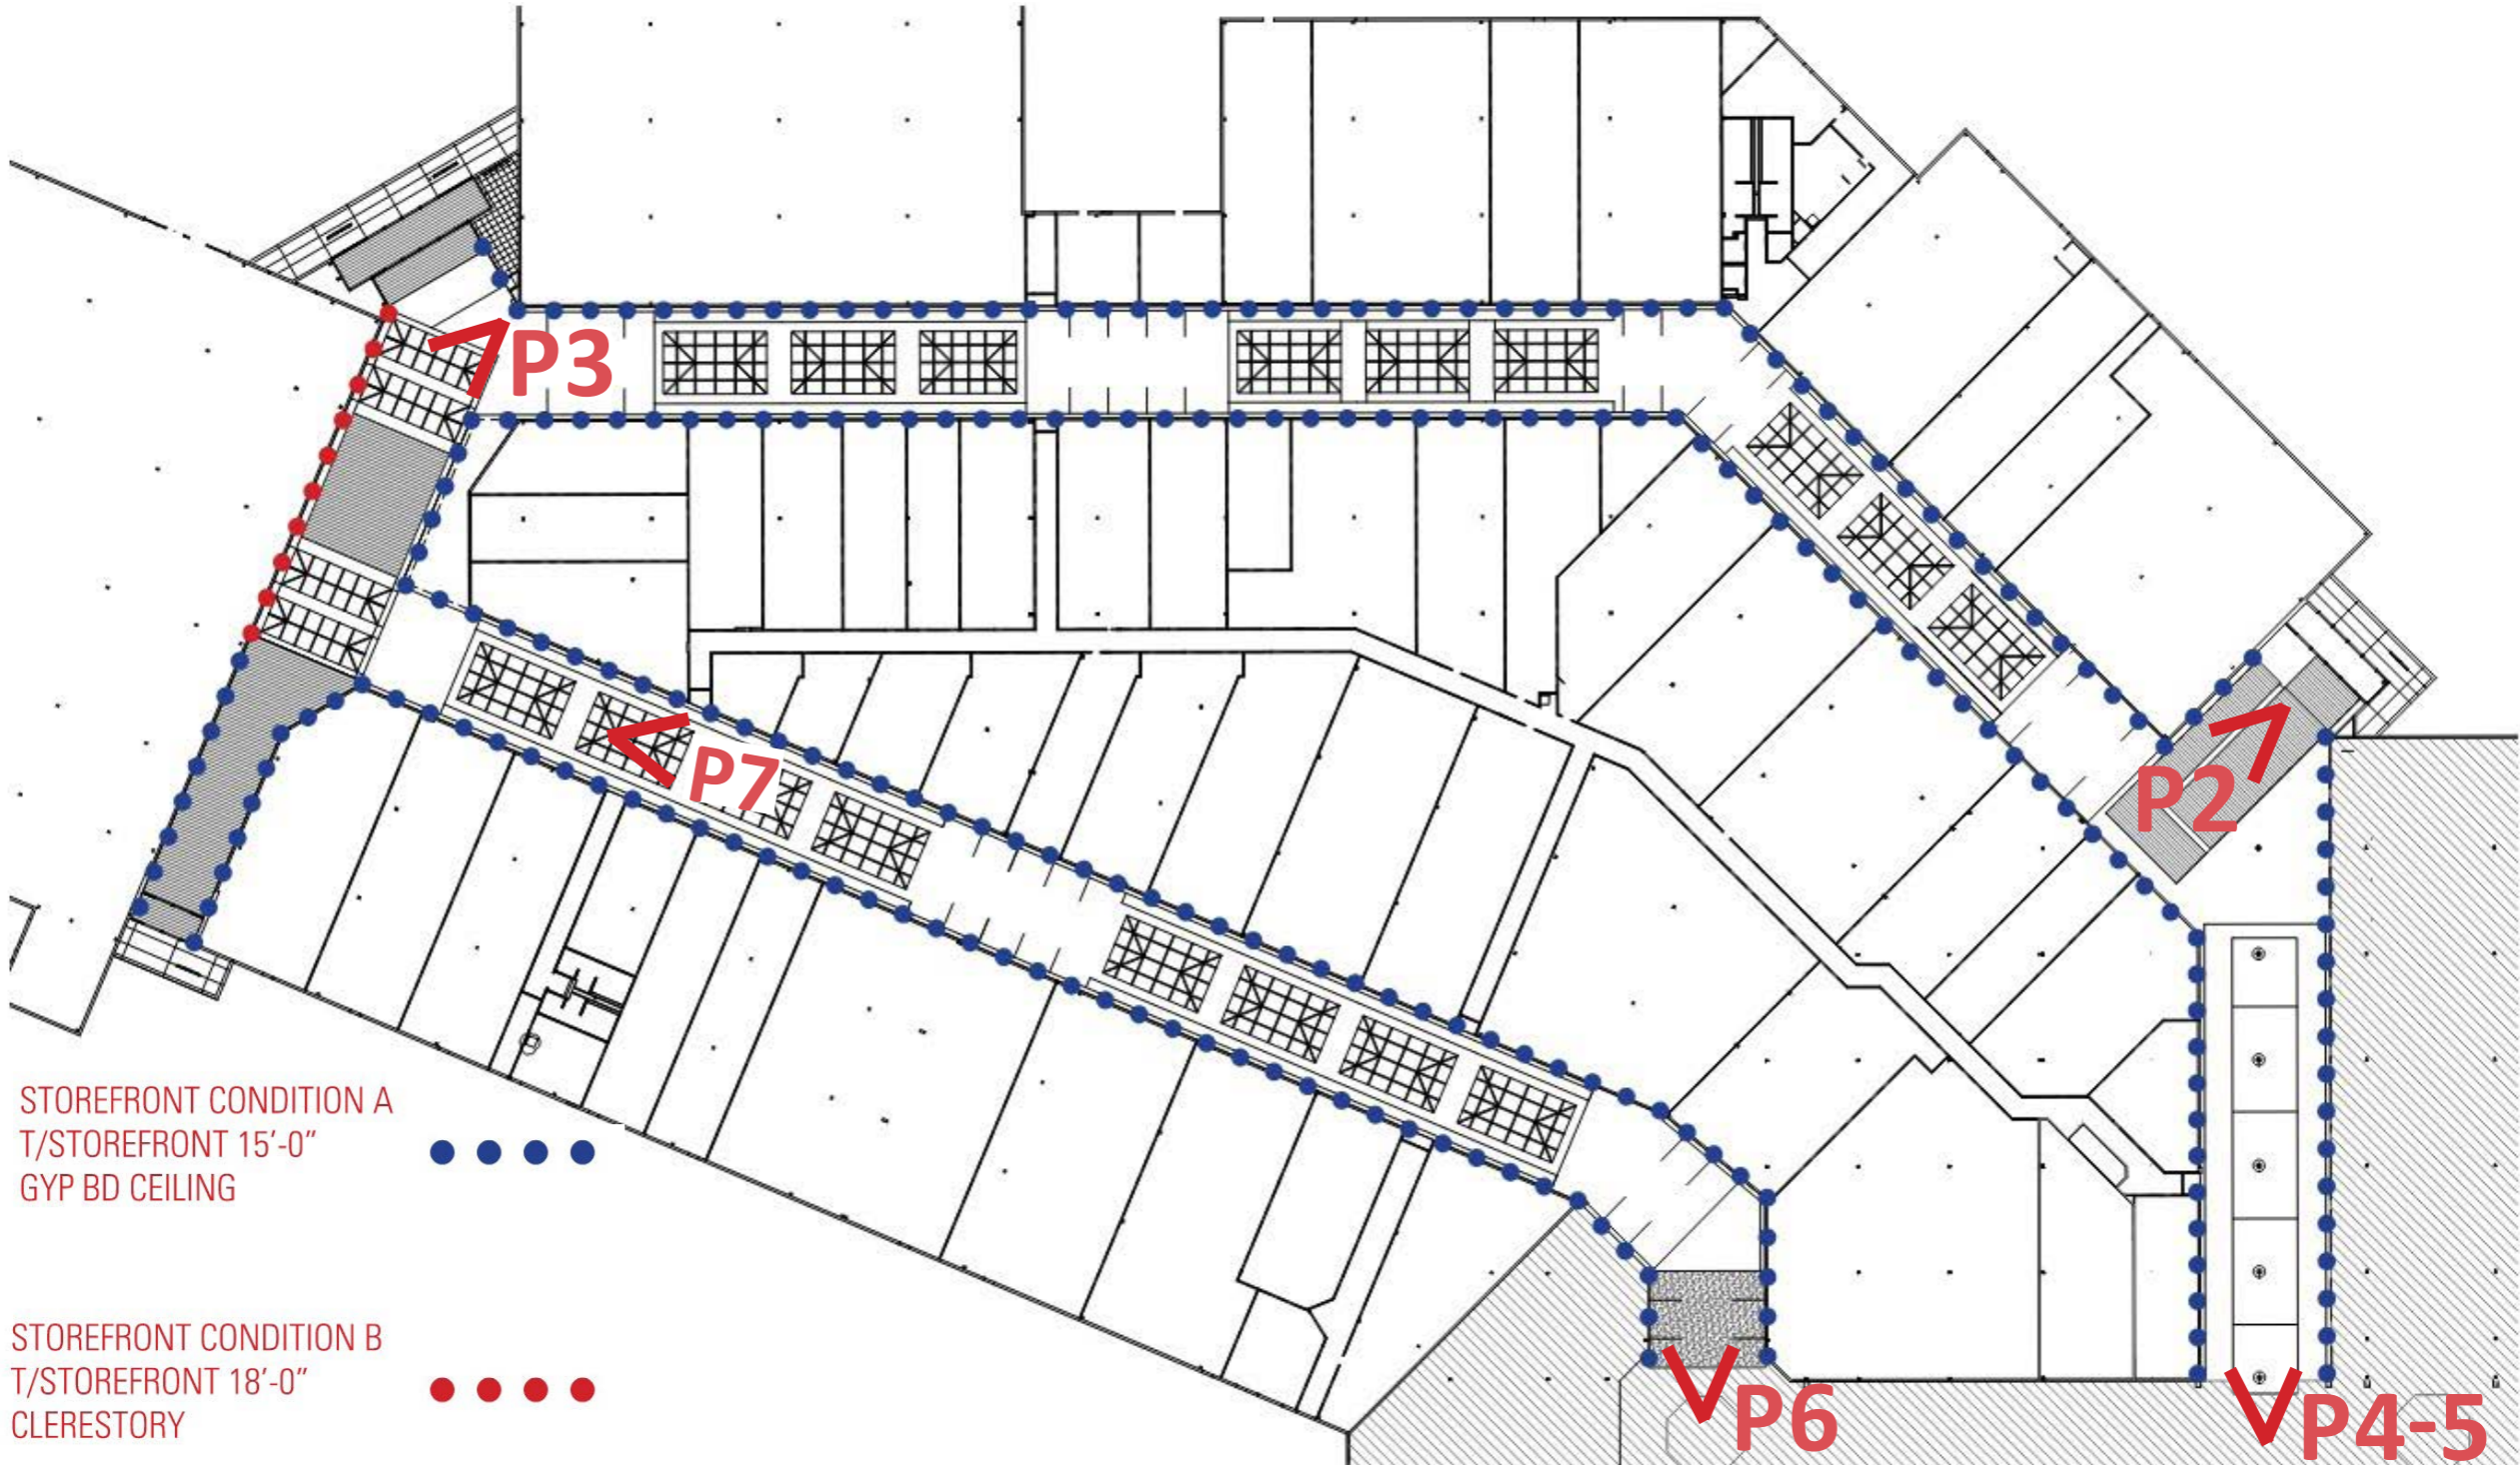 P3
P7
P2
STOREFRONT CONDITION A
T/STOREFRONT 15'-0"
GYP BD CEILING
STOREFRONT CONDITION B
T/STOREFRONT 18'-0"
CLERESTORY
P6
P4-5